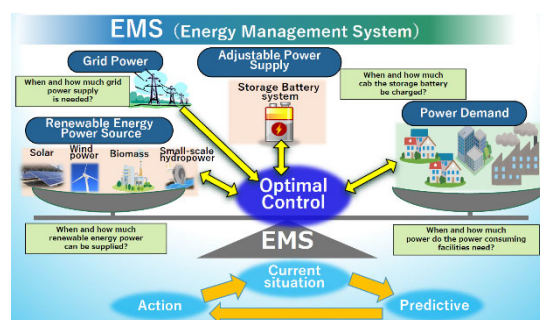 EMS (Energy Management System)
Grid Power
Adjustable Power
Supply
When and how much grid
power supply
is needed?
Storage Battery
system
When and how much
cab the storage battery
be charged?
Renewable Energy
Power Source
Power Demand
Solar
Wind
power
Biomass
Small-scale
hydropower
Optimal
Control
When and how much
renewable energy power
can be supplied?
EMS
When and how much
power do the power consuming
facilities need?
Current
situation
Action
Predictive